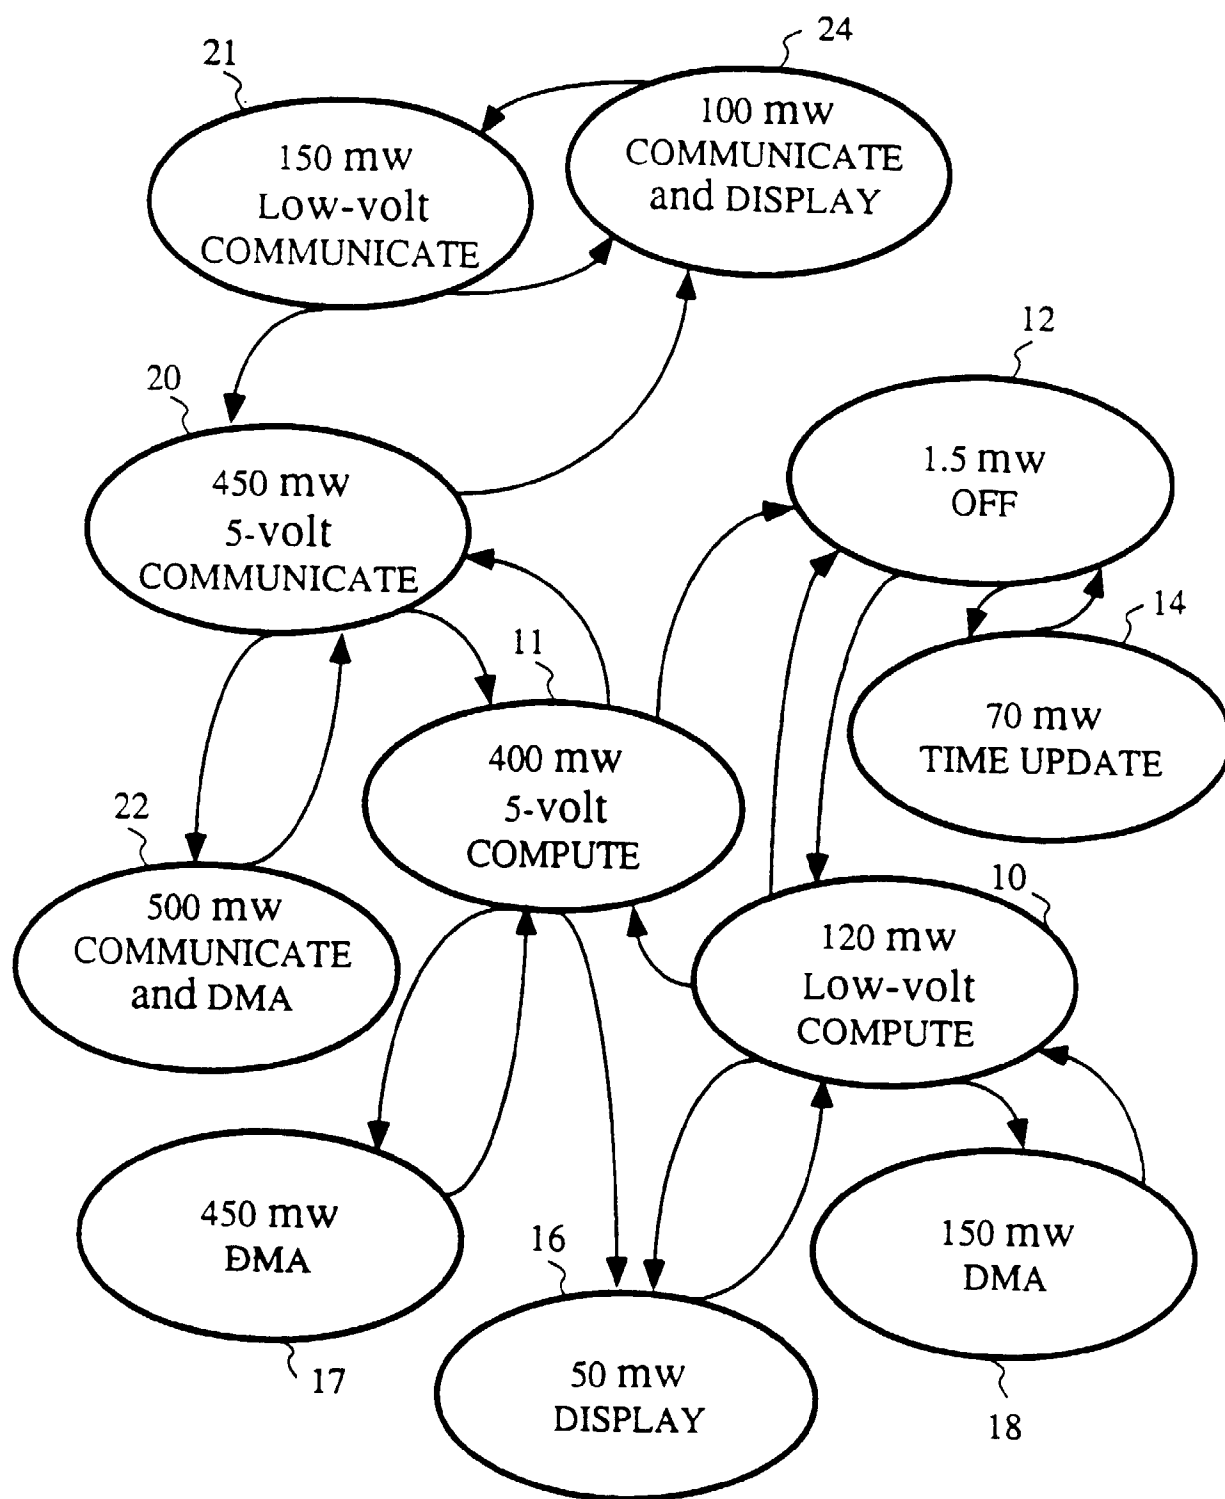 24
21
100 mw
COMMUNICATE
and DISPLAY
150 mw
Low-volt
COMMUNICATE
12
20
1.5 mw
OFF
450 mw
5-volt
COMMUNICATE
14
11
70 mw
TIME UPDATE
400 mw
5-volt
COMPUTE
22
10
500 mw
COMMUNICATE
and DMA
120 mw
Low-volt
COMPUTE
450 mw
DMA
16
150 mw
DMA
17
50 mw
DISPLAY
18